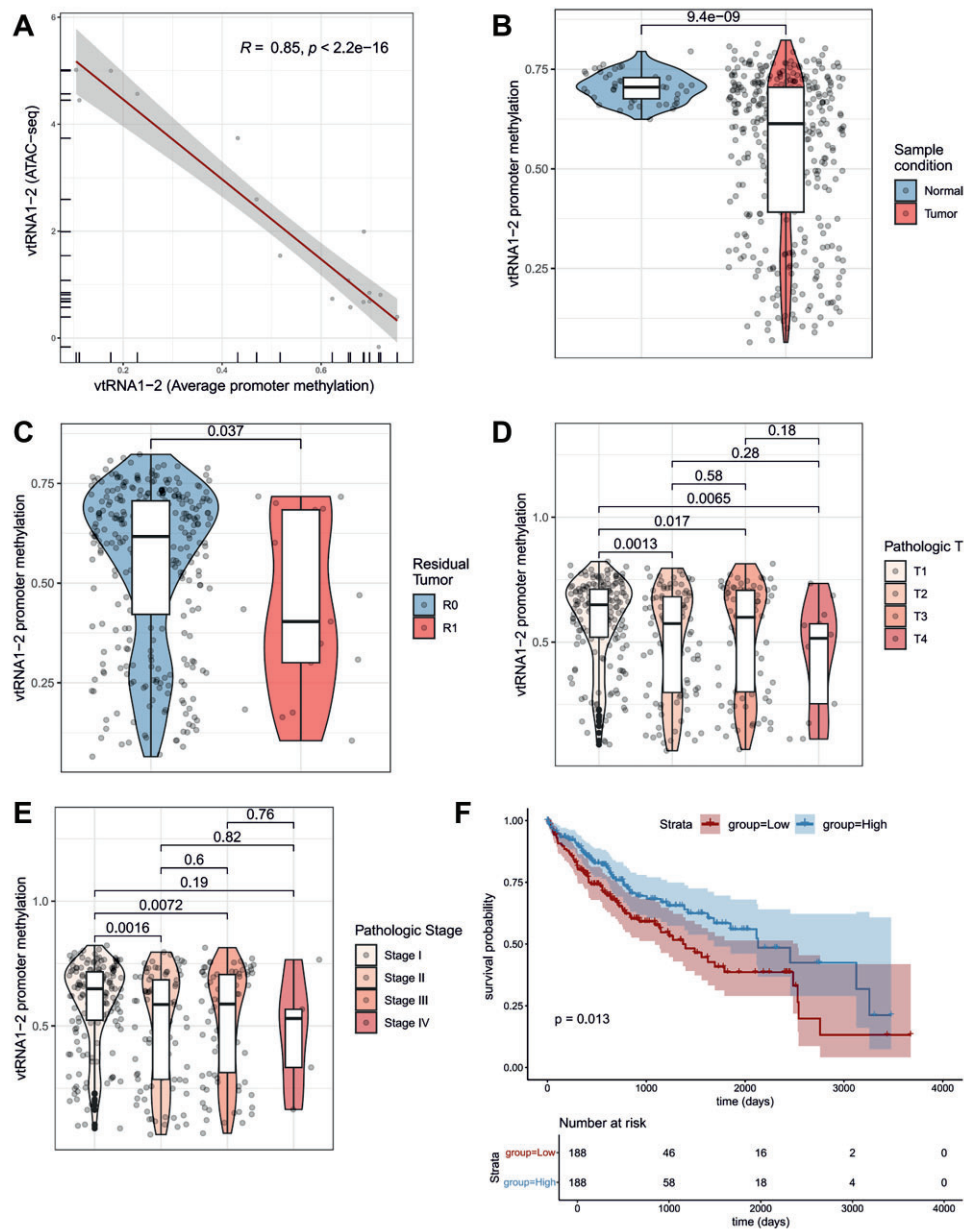 A
R = 0.85, p < 2.2e−16
vtRNA1−2 (ATAC−seq)
6
4
2
0
0.2
0.4
0.6
vtRNA1−2 (Average promoter methylation)
B
9.4e−09
vtRNA1−2 promoter methylation
0.75
0.50
0.25
Sample
condition
Normal
Tumor
C
0.037
vtRNA1−2 promoter methylation
0.75
0.50
0.25
Residual
Tumor
R0
R1
D
0.18
0.28
0.58
0.0065
0.017
0.0013
vtRNA1−2 promoter methylation
1.0
0.5
Pathologic T
T1
T2
T3
T4
E
0.76
0.82
0.6
0.19
0.0072
0.0016
vtRNA1−2 promoter methylation
1.0
0.5
Pathologic Stage
Stage I
Stage II
Stage III
Stage IV
F
Strata group=Low group=High
survival probability
1.00
0.75
0.50
0.25
0.00
p = 0.013
0 1000 2000 3000 4000
time (days)
Number at risk
Strata
group=Low 188 46 16 2 0
group=High 188 58 18 4 0
0 1000 2000 3000 4000
time (days)